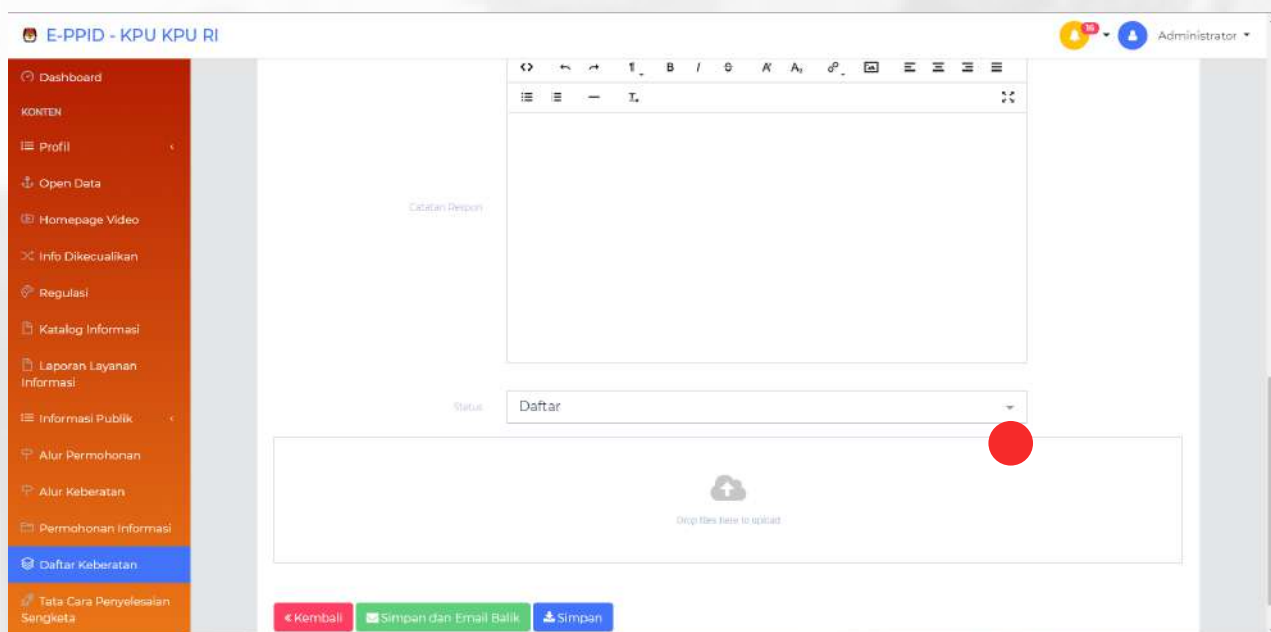 E-PPID - KPU KPU RI
16
Administrator
Dashboard
KONTEN
Profil
Open Data
Homepage Video
Info Dikecualikan
Regulasi
Katalog Informasi
Laporan Layanan
Informasi
Informasi Publik
Alur Permohonan
Alur Keberatan
Permohonan Informasi
Daftar Keberatan
Tata Cara Penyelesaian
Sengketa
Catatan Respon
Status
Daftar
Drop files here to upload
Kembali
Simpan dan Email Balik
Simpan